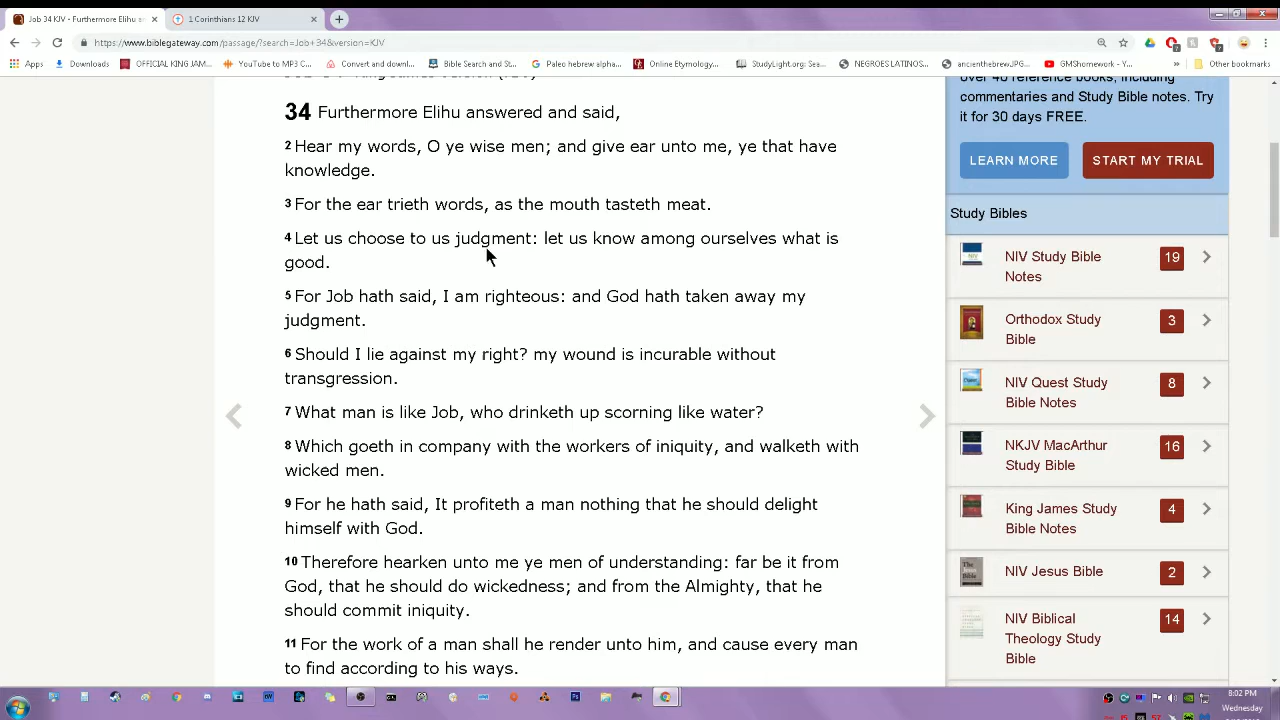 Job 34 KJV - Furthermore Elihu an
1 Corinthians 12 KJV
https://www.biblegateway.com/passage/?search=Job+34&version=KJV
Apps Downloads OFFICIAL KING JAM... YouTube to MP3 C... Convert and downl... Bible Search and S... Paleo hebrew alpha... Online Etymology... StudyLight.org: Sea... NEGROES LATINOS... ancienthebrewJPG... GMShomework - Y... » Other bookmarks
34 Furthermore Elihu answered and said,
2 Hear my words, O ye wise men; and give ear unto me, ye that have
knowledge.
3 For the ear trieth words, as the mouth tasteth meat.
4 Let us choose to us judgment: let us know among ourselves what is
good.
5 For Job hath said, I am righteous: and God hath taken away my
judgment.
6 Should I lie against my right? my wound is incurable without
transgression.
7 What man is like Job, who drinketh up scorning like water?
8 Which goeth in company with the workers of iniquity, and walketh with
wicked men.
9 For he hath said, It profiteth a man nothing that he should delight
himself with God.
10 Therefore hearken unto me ye men of understanding: far be it from
God, that he should do wickedness; and from the Almighty, that he
should commit iniquity.
11 For the work of a man shall he render unto him, and cause every man
to find according to his ways.
over 40 reference books, including
commentaries and Study Bible notes. Try
it for 30 days FREE.
LEARN MORE START MY TRIAL
Study Bibles
NIV Study Bible
Notes 19
Orthodox Study
Bible 3
NIV Quest Study
Bible Notes 8
NKJV MacArthur
Study Bible 16
King James Study
Bible Notes 4
NIV Jesus Bible 2
NIV Biblical
Theology Study
Bible 14
8:02 PM
Wednesday